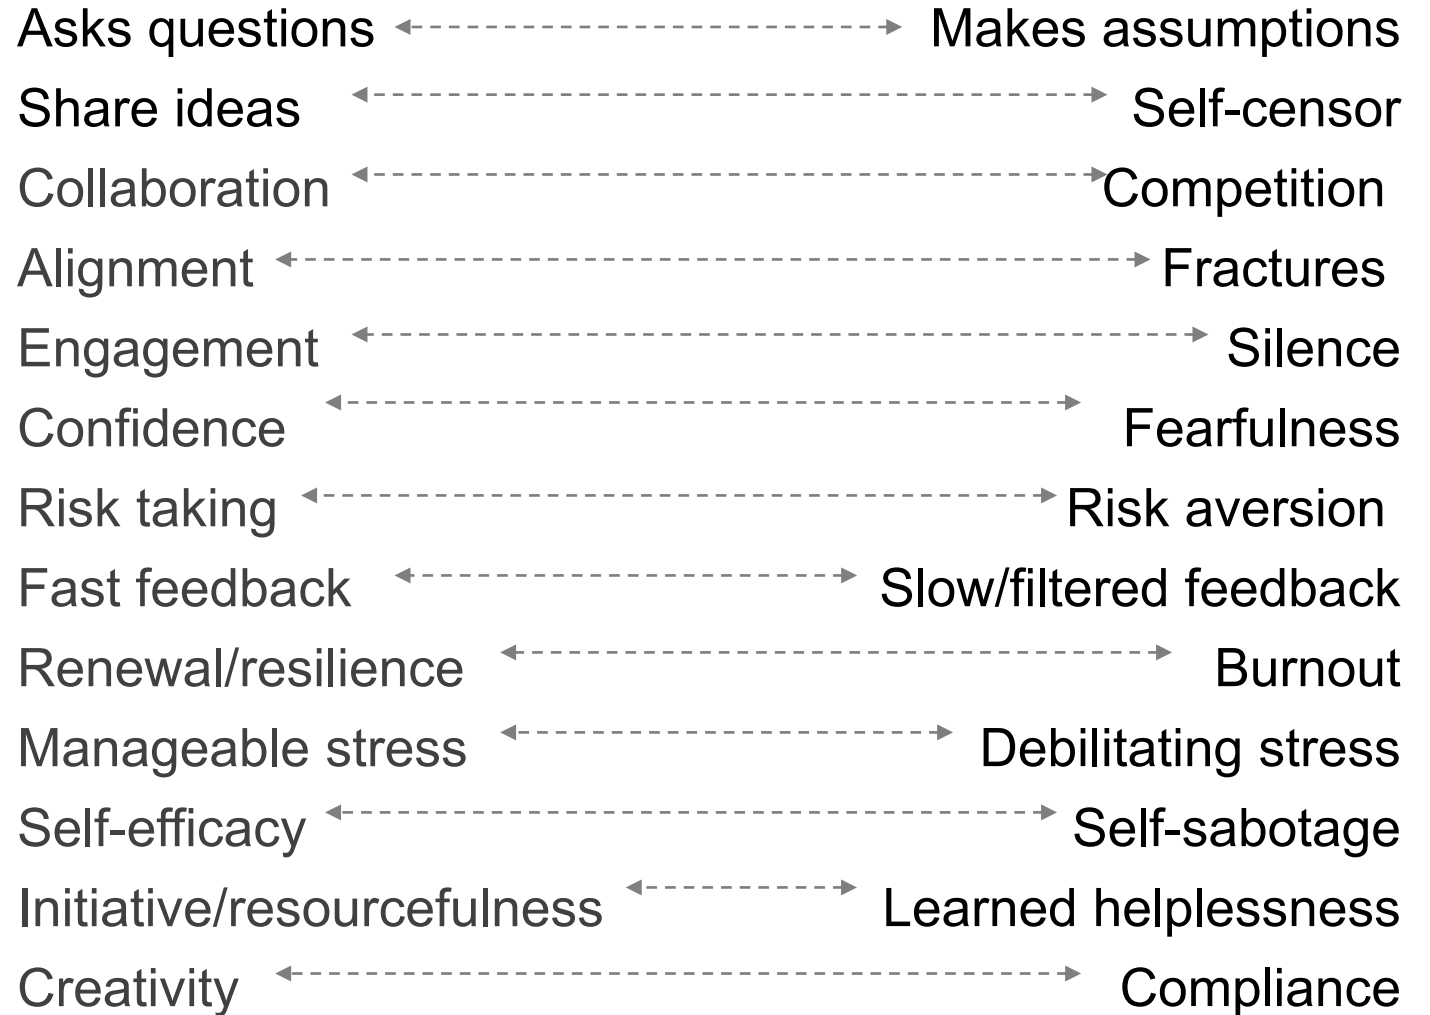 Asks questions Makes assumptions
Share ideas Self-censor
Collaboration Competition
Alignment Fractures
Engagement Silence
Confidence Fearfulness
Risk taking Risk aversion
Fast feedback Slow/filtered feedback
Renewal/resilience Burnout
Manageable stress Debilitating stress
Self-efficacy Self-sabotage
Initiative/resourcefulness Learned helplessness
Creativity Compliance